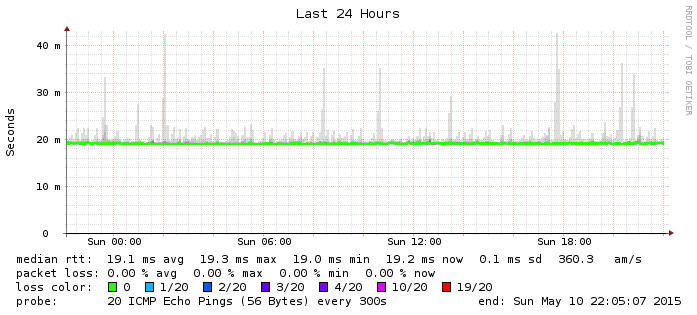 Last 24 Hours
RRDTOOL / TOBI OETIKER
Seconds
40 m
30 m
20 m
10 m
0
Sun 00:00 Sun 06:00 Sun 12:00 Sun 18:00
median rtt: 19.1 ms avg 19.3 ms max 19.0 ms min 19.2 ms now 0.1 ms sd 360.3 am/s
packet loss: 0.00 % avg 0.00 % max 0.00 % min 0.00 % now
loss color: 0 1/20 2/20 3/20 4/20 10/20 19/20
probe: 20 ICMP Echo Pings (56 Bytes) every 300s end: Sun May 10 22:05:07 2015